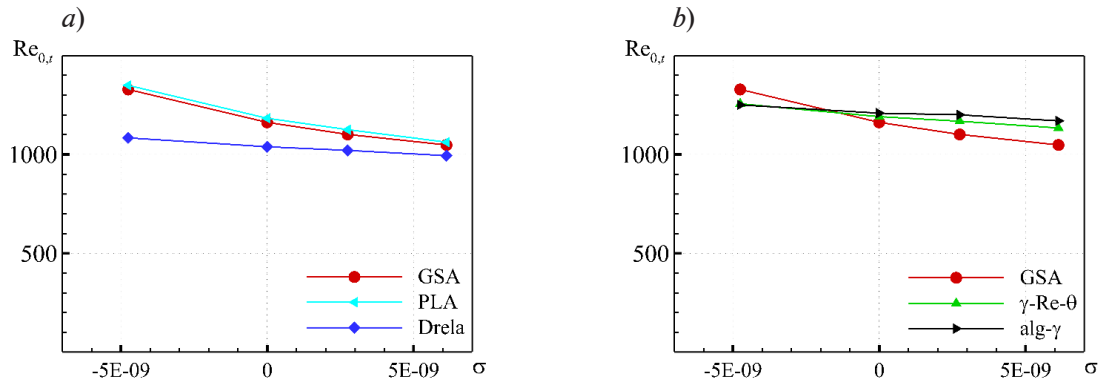 a)
Re0,t
1000
500
GSA
PLA
Drela
-5E-09 0 5E-09 σ
b)
Re0,t
1000
500
GSA
γ-Re-θ
alg-γ
-5E-09 0 5E-09 σ